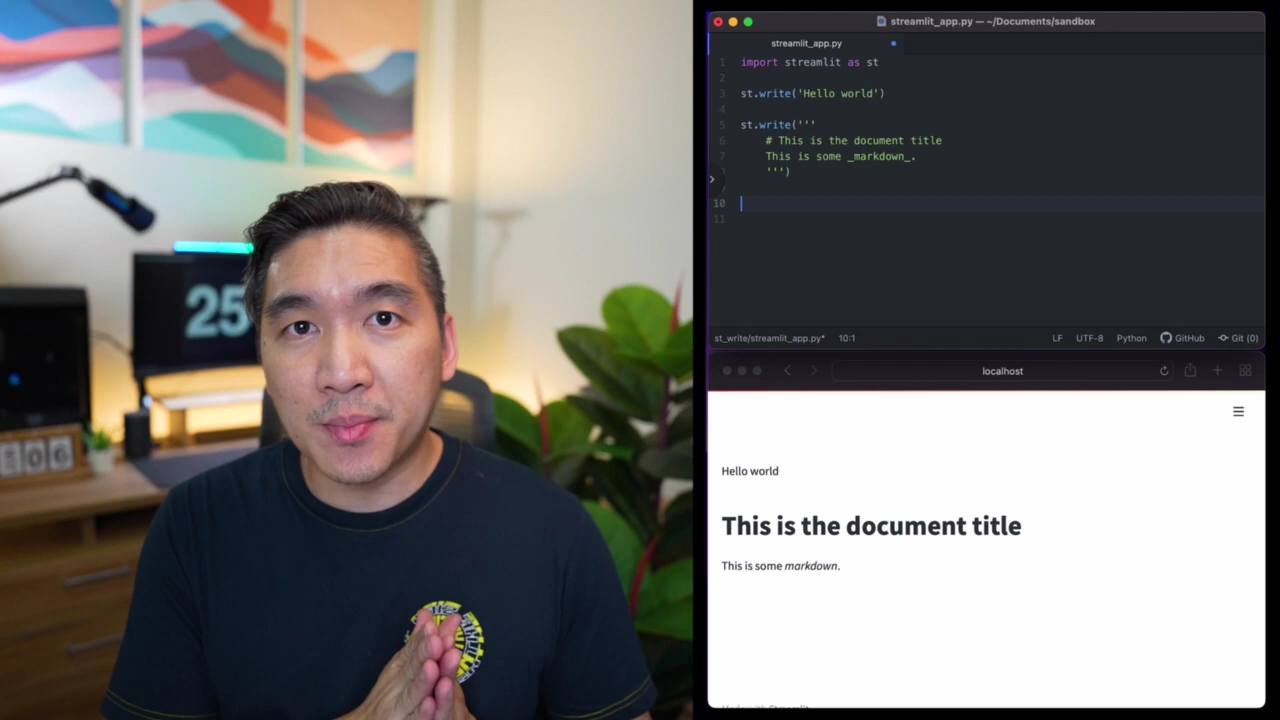 25
06
streamlit_app.py — ~/Documents/sandbox
streamlit_app.py
1 import streamlit as st
2
3 st.write('Hello world')
4
5 st.write('''
6 # This is the document title
7 This is some _markdown_.
''')
10
11
st_write/streamlit_app.py* 10:1 LF UTF-8 Python GitHub Git (0)
localhost
Hello world
This is the document title
This is some markdown.